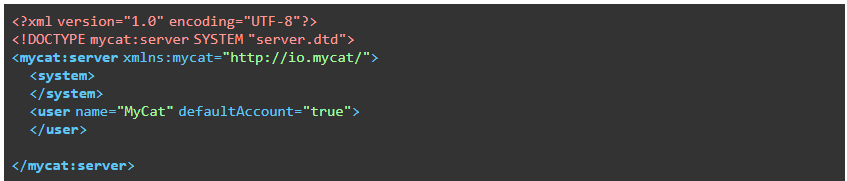 <?xml version="1.0" encoding="UTF-8"?>
<!DOCTYPE mycat:server SYSTEM "server.dtd">
<mycat:server xmlns:mycat="http://io.mycat/">
<system>
</system>
<user name="MyCat" defaultAccount="true">
</user>
</mycat:server>